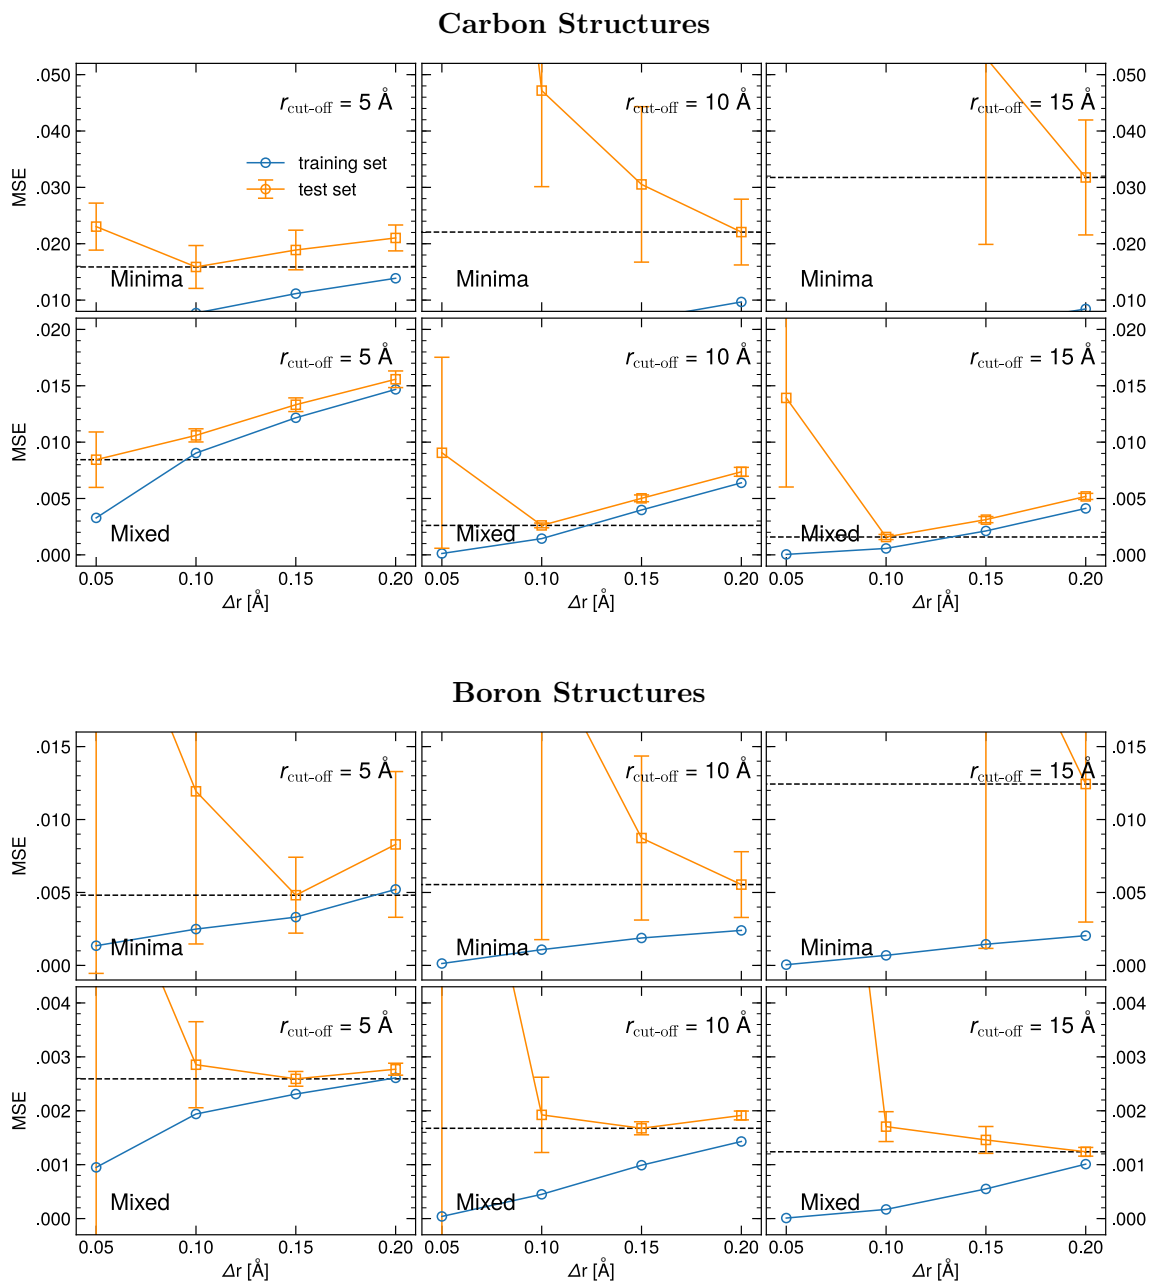 Carbon Structures
.050
.040
.030
.020
.010
MSE
r_cut-off = 5 Å
training set
test set
Minima
r_cut-off = 10 Å
Minima
r_cut-off = 15 Å
Minima
.050
.040
.030
.020
.010
.020
.015
.010
.005
.000
MSE
r_cut-off = 5 Å
Mixed
r_cut-off = 10 Å
Mixed
r_cut-off = 15 Å
Mixed
.020
.015
.010
.005
.000
0.05 0.10 0.15 0.20
0.05 0.10 0.15 0.20
0.05 0.10 0.15 0.20
Δr [Å]
Δr [Å]
Δr [Å]
Boron Structures
.015
.010
.005
.000
MSE
r_cut-off = 5 Å
Minima
r_cut-off = 10 Å
Minima
r_cut-off = 15 Å
Minima
.015
.010
.005
.000
.004
.003
.002
.001
.000
MSE
r_cut-off = 5 Å
Mixed
r_cut-off = 10 Å
Mixed
r_cut-off = 15 Å
Mixed
.004
.003
.002
.001
.000
0.05 0.10 0.15 0.20
0.05 0.10 0.15 0.20
0.05 0.10 0.15 0.20
Δr [Å]
Δr [Å]
Δr [Å]